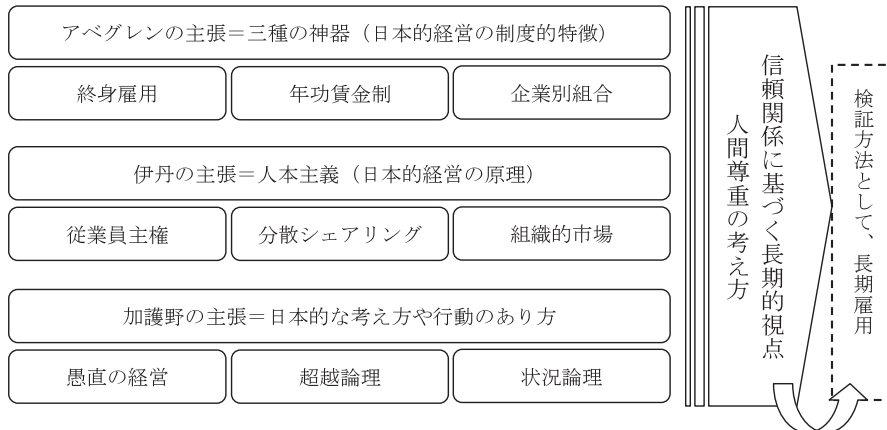 アベグレンの主張＝三種の神器（日本的経営の制度的特徴）
終身雇用
年功賃金制
企業別組合
伊丹の主張＝人本主義（日本的経営の原理）
従業員主権
分散シェアリング
組織的市場
加護野の主張＝日本的な考え方や行動のあり方
愚直の経営
超越論理
状況論理
信頼関係に基づく長期的視点
人間尊重の考え方
検証方法として、長期雇用